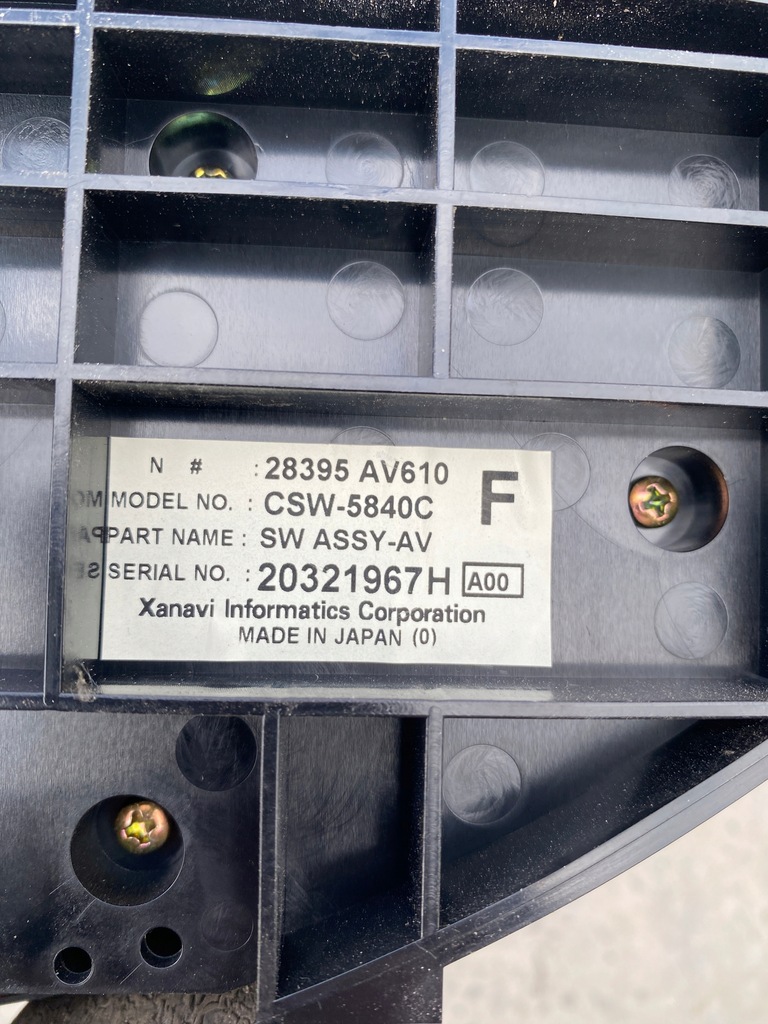 N # : 28395 AV610
F
MODEL NO. : CSW-5840C
PART NAME : SW ASSY-AV
SERIAL NO. : 20321967H A00
Xanavi Informatics Corporation
MADE IN JAPAN (0)